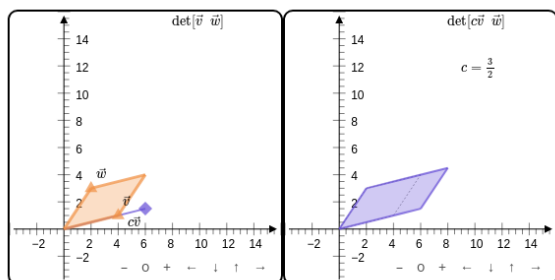 det[v⃗ w⃗]
14
12
10
8
6
4
2
w⃗
v⃗
cv⃗
−2 2 4 6 8 10 12 14
−2
− o + ← ↓ ↑ →
det[cv⃗ w⃗]
c = 3/2
14
12
10
8
6
4
2
−2 2 4 6 8 10 12 14
−2
− o + ← ↓ ↑ →